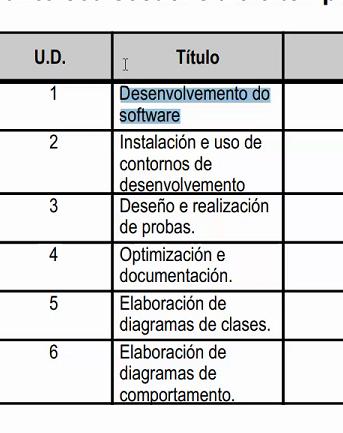 U.D. Título
1 Desenvolvemento do
software
2 Instalación e uso de
contornos de
desenvolvemento
3 Deseño e realización
de probas.
4 Optimización e
documentación.
5 Elaboración de
diagramas de clases.
6 Elaboración de
diagramas de
comportamento.